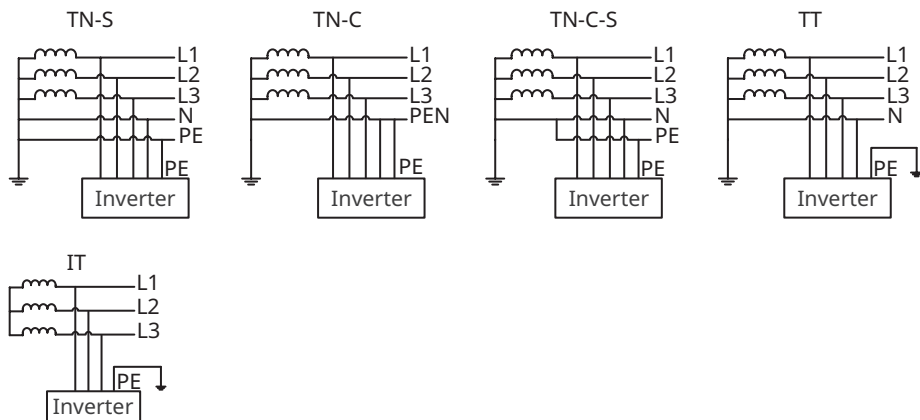 TN-S
TN-C
TN-C-S
TT
L1
L2
L3
N
PE
PE
Inverter
L1
L2
L3
PEN
PE
Inverter
L1
L2
L3
N
PE
PE
Inverter
L1
L2
L3
N
PE
Inverter
IT
L1
L2
L3
PE
Inverter